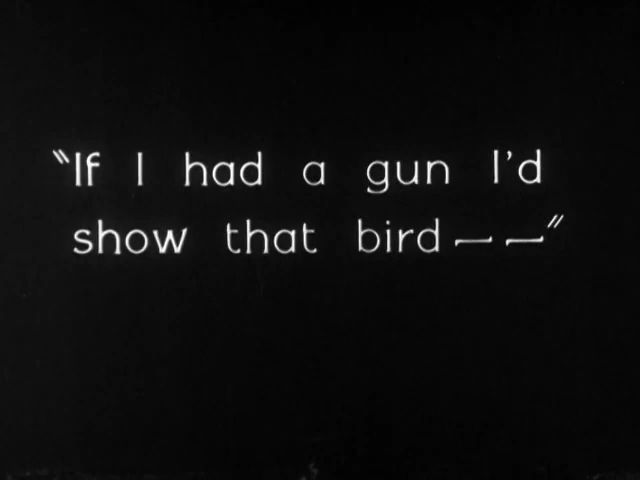 "If I had a gun I'd
show that bird — —"